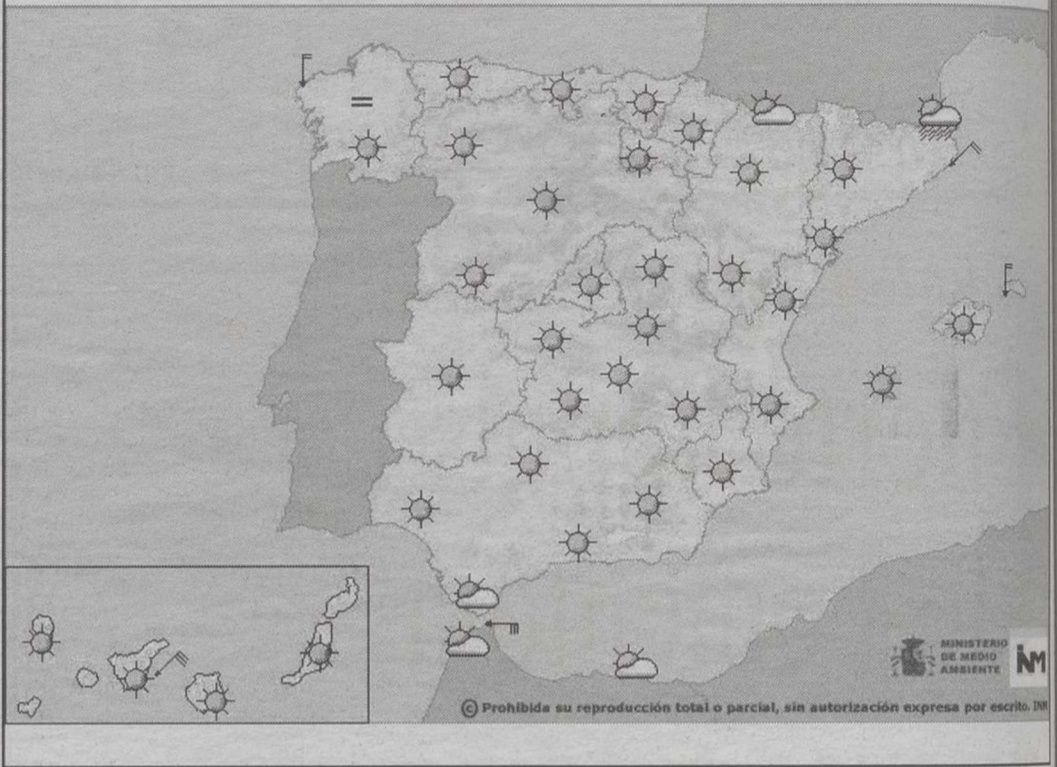 MINISTERIO
DE MEDIO
AMBIENTE
INM
© Prohibida su reproducción total o parcial, sin autorización expresa por escrito. INM